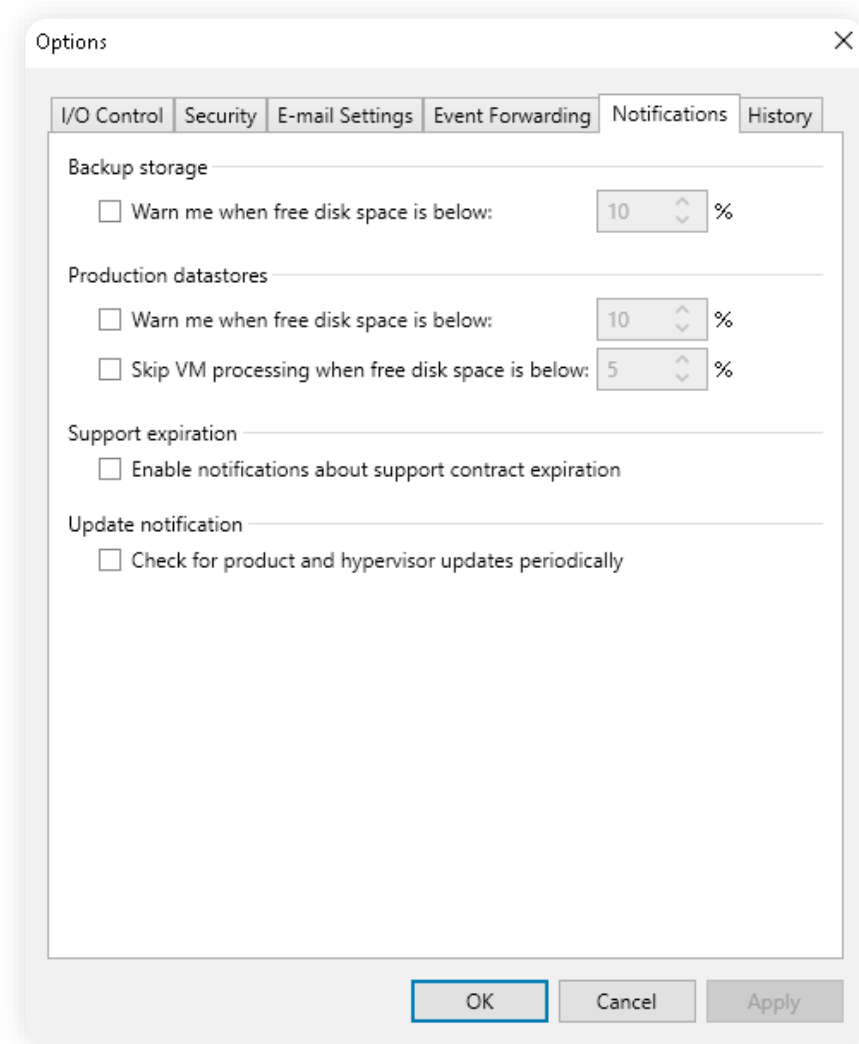 Options
I/O Control Security E-mail Settings Event Forwarding Notifications History
Backup storage
Warn me when free disk space is below: 10 %
Production datastores
Warn me when free disk space is below: 10 %
Skip VM processing when free disk space is below: 5 %
Support expiration
Enable notifications about support contract expiration
Update notification
Check for product and hypervisor updates periodically
OK Cancel Apply